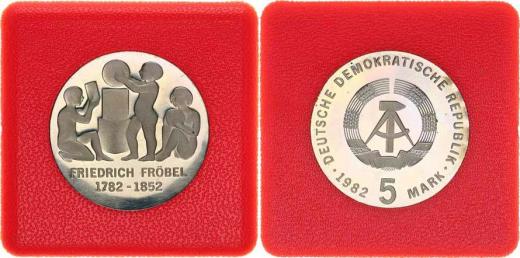 FRIEDRICH FRÖBEL
1782 - 1852
· DEUTSCHE DEMOKRATISCHE REPUBLIK ·
1982 5 MARK